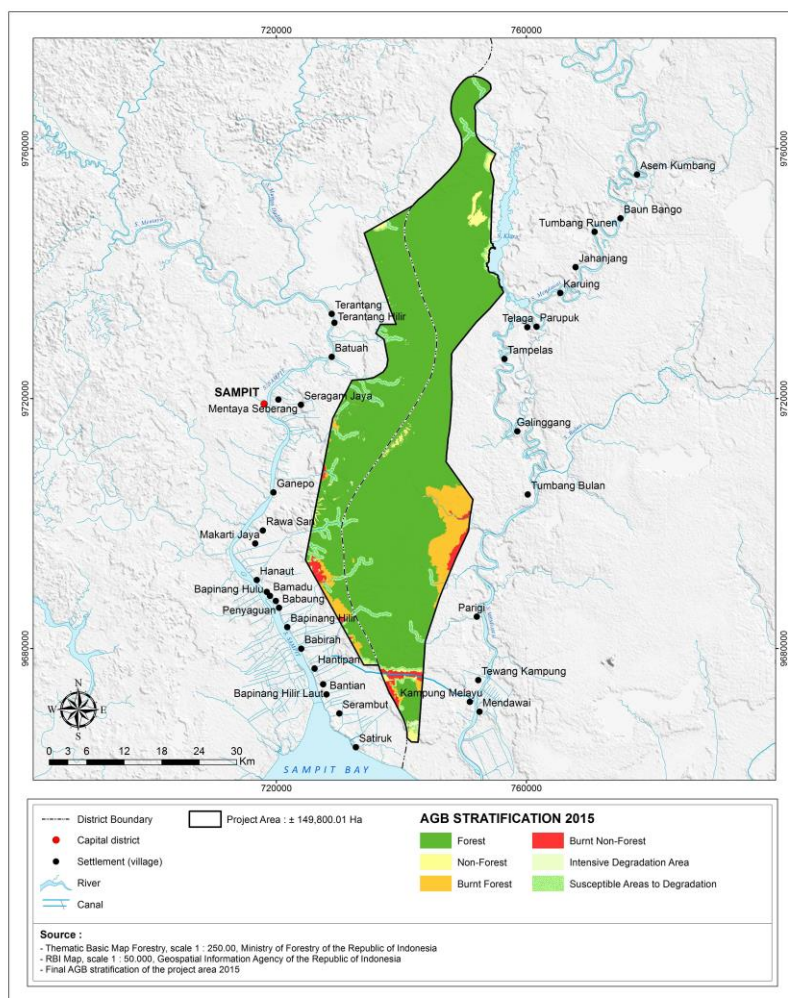 720000
760000
9760000
9760000
Asem Kumbang
Baun Bango
Tumbang Runen
Jahanjang
Karuing
Terantang
Terantang Hilir
Telaga
Parupuk
Batuah
Tampelas
SAMPIT
9720000
9720000
Seragam Jaya
Mentaya Seberang
Galinggang
Tumbang Bulan
Ganepo
Rawa Sari
Makarti Jaya
Hanaut
Bapinang Hulu
Bamadu
Babaung
Penyaguan
Parigi
Bapinang Hilir
9680000
9680000
Babirah
Hantipan
Tewang Kampung
Bantian
Bapinang Hilir Laut
Kampung Melayu
Mendawai
Serambut
Satiruk
N
W
E
S
0 3 6 12 18 24 30
Km
SAMPIT BAY
720000
760000
District Boundary
Capital district
Settlement (village)
River
Canal
Project Area : ± 149,800.01 Ha
AGB STRATIFICATION 2015
Forest
Non-Forest
Burnt Forest
Burnt Non-Forest
Intensive Degradation Area
Susceptible Areas to Degradation
Source :
- Thematic Basic Map Forestry, scale 1 : 250.00, Ministry of Forestry of the Republic of Indonesia
- RBI Map, scale 1 : 50.000, Geospatial Information Agency of the Republic of Indonesia
- Final AGB stratification of the project area 2015